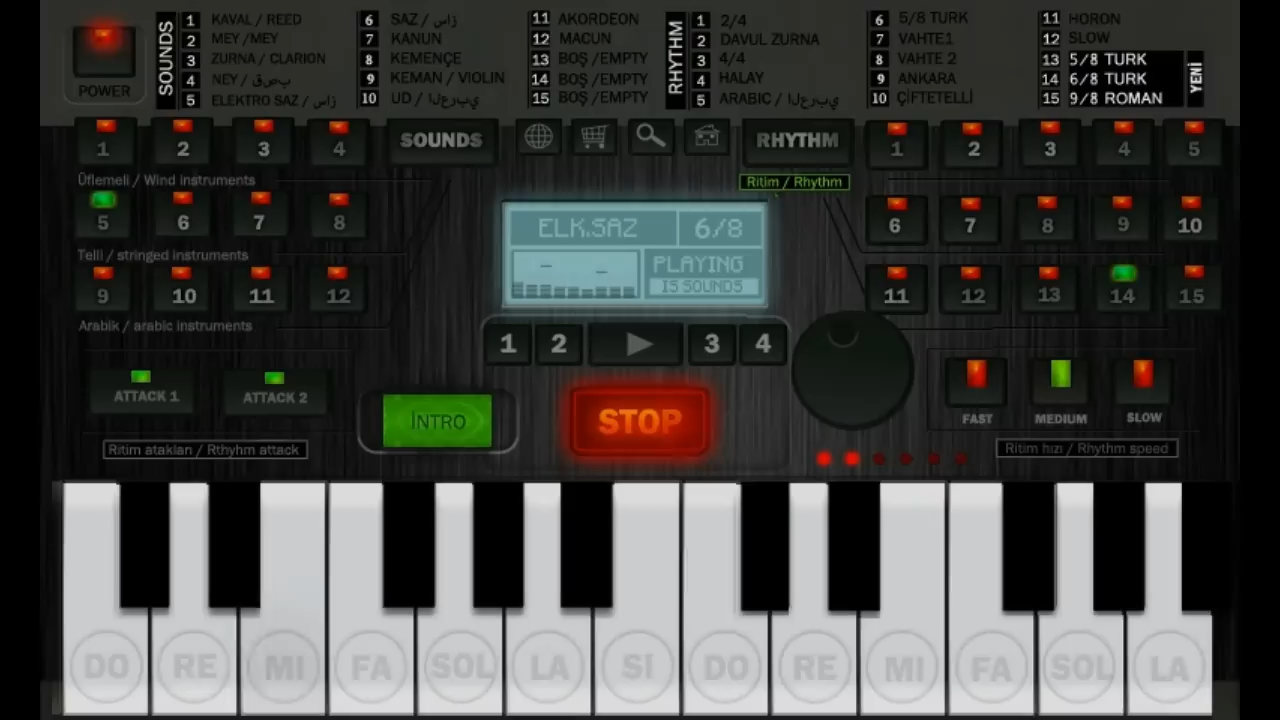 POWER
SOUNDS
1 KAVAL / REED
2 MEY /MEY
3 ZURNA / CLARION
4 NEY /
5 ELEKTRO SAZ / ساز
6 SAZ / ساز
7 KANUN
8 KEMENÇE
9 KEMAN / VIOLIN
10 UD /
11 AKORDEON
12 MACUN
13 BOŞ /EMPTY
14 BOŞ /EMPTY
15 BOŞ /EMPTY
RHYTHM
1 2/4
2 DAVUL ZURNA
3 4/4
4 HALAY
5 ARABIC /
6 5/8 TURK
7 VAHTE1
8 VAHTE 2
9 ANKARA
10 ÇİFTETELLİ
11 HORON
12 SLOW
13 5/8 TURK
14 6/8 TURK
15 9/8 ROMAN
YENİ
1 2 3 4
SOUNDS
RHYTHM
1 2 3 4 5
Üflemeli / Wind instruments
Ritim / Rhythm
5 6 7 8
6 7 8 9 10
ELK.SAZ 6/8
Telli / stringed instruments
PLAYING
15 SOUNDS
9 10 11 12
11 12 13 14 15
Arabik / arabic instruments
1 2 3 4
ATTACK 1
ATTACK 2
İNTRO
STOP
FAST
MEDIUM
SLOW
Ritim atakları / Rthyhm attack
Ritim hızı / Rhythm speed
DO RE MI FA SOL LA SI DO RE MI FA SOL LA